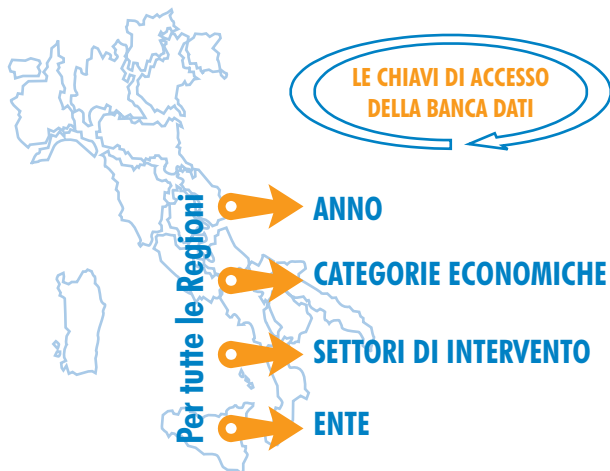 LE CHIAVI DI ACCESSO
DELLA BANCA DATI
Per tutte le Regioni
ANNO
CATEGORIE ECONOMICHE
SETTORI DI INTERVENTO
ENTE